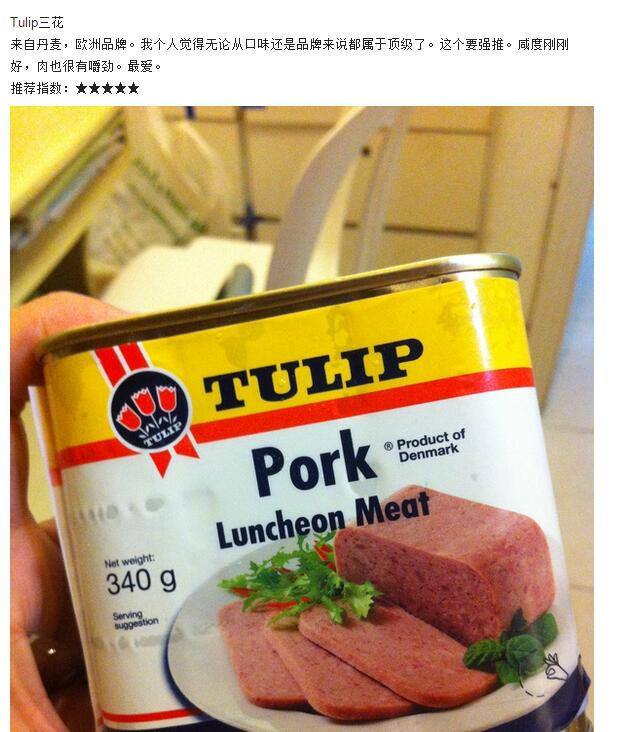 Tulip三花
来自丹麦，欧洲品牌。我个人觉得无论从口味还是品牌来说都属于顶级了。这个要强推。咸度刚刚
好，肉也很有嚼劲。最爱。
推荐指数：★★★★★
TULIP
TULIP
Pork
® Product of
Denmark
Luncheon Meat
Net weight:
340 g
Serving
suggestion